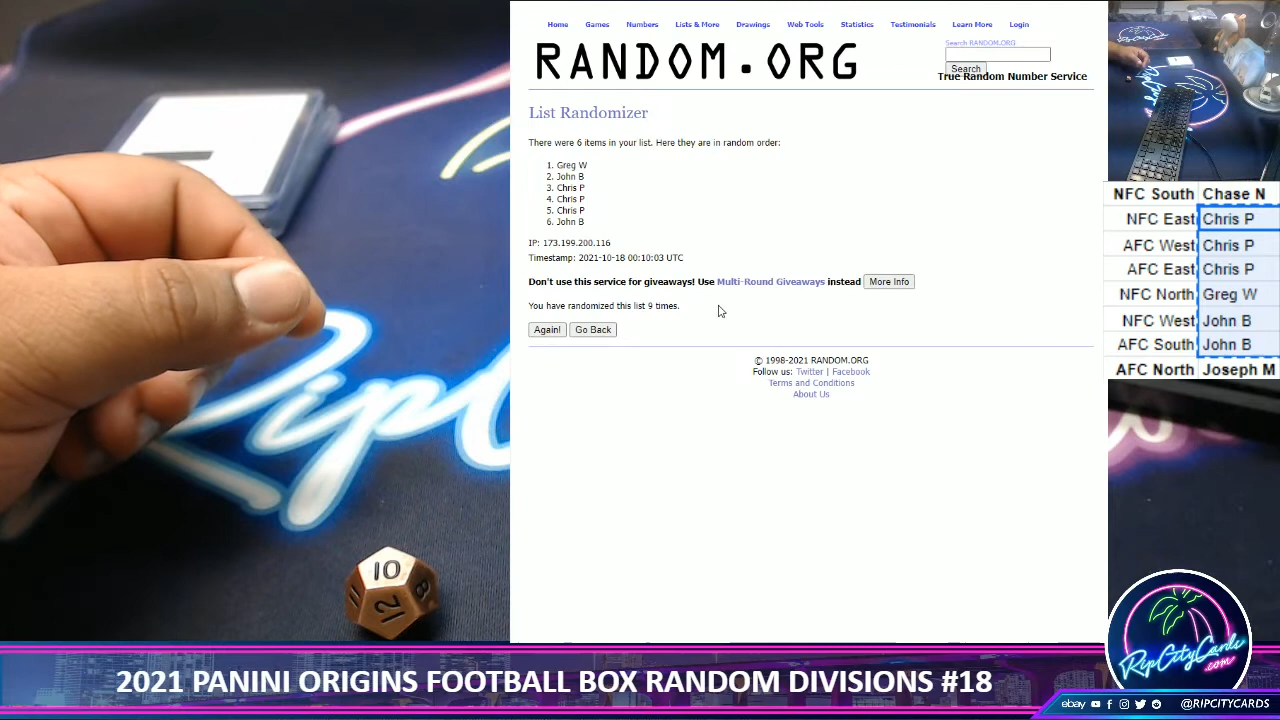 Home Games Numbers Lists & More Drawings Web Tools Statistics Testimonials Learn More Login
RANDOM.ORG
Search RANDOM.ORG
Search
True Random Number Service
List Randomizer
There were 6 items in your list. Here they are in random order:
1. Greg W
2. John B
3. Chris P
4. Chris P
5. Chris P
6. John B
IP: 173.199.200.116
Timestamp: 2021-10-18 00:10:03 UTC
Don't use this service for giveaways! Use Multi-Round Giveaways instead More Info
You have randomized this list 9 times.
Again! Go Back
© 1998-2021 RANDOM.ORG
Follow us: Twitter | Facebook
Terms and Conditions
About Us
NFC South Chase N
NFC East Chris P
AFC West Chris P
AFC East Chris P
NFC North Greg W
NFC West John B
AFC South John B
AFC North Joseph M
10
11
8
12
2021 PANINI ORIGINS FOOTBALL BOX RANDOM DIVISIONS #18
RipCityCards
.com
ebay @RIPCITYCARDS